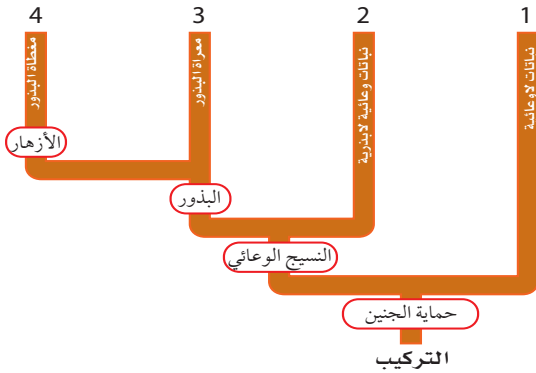 1
2
3
4
نباتات لاوعائية
نباتات وعائية لابذرية
معراة البذور
مغطاة البذور
الأزهار
البذور
النسيج الوعائي
حماية الجنين
التركيب